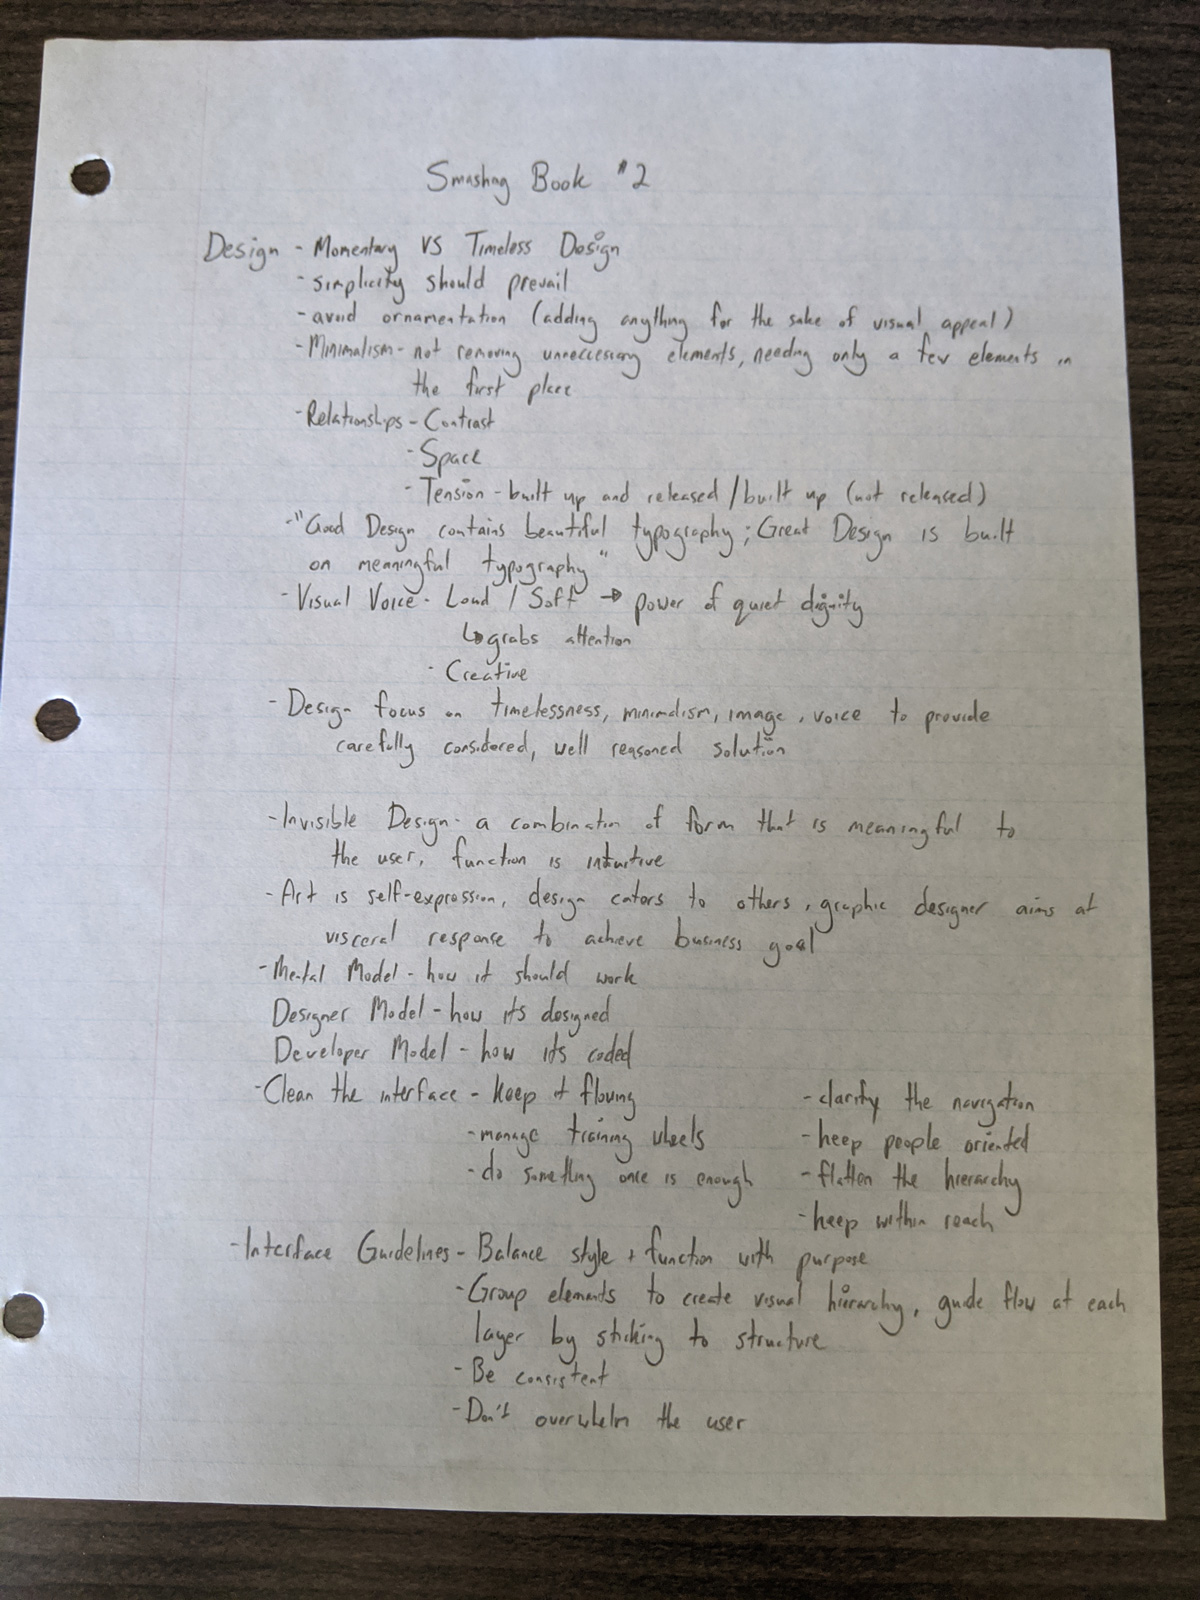 Smashing Book #2
Design - Momentary VS Timeless Design
- simplicity should prevail
- avoid ornamentation (adding anything for the sake of visual appeal)
- Minimalism - not removing unneccessary elements, needing only a few elements in
the first place
- Relationships - Contrast
- Space
- Tension - built up and released / built up (not released)
- "Good Design contains beautiful typography; Great Design is built
on meaningful typography"
- Visual Voice - Loud / Soft → power of quiet dignity
↳ grabs attention
- Creative
- Design focus on timelessness, minimalism, image, voice to provide
carefully considered, well reasoned solution
- Invisible Design - a combination of form that is meaningful to
the user, function is intuitive
- Art is self-expression, design caters to others, graphic designer aims at
visceral response to achieve business goal
- Mental Model - how it should work
Designer Model - how its designed
Developer Model - how its coded
- Clean the interface - keep it flowing - clarify the navigation
- manage training wheels - keep people oriented
- do something once is enough - flatten the hierarchy
- keep within reach
- Interface Guidelines - Balance style + function with purpose
- Group elements to create visual hierarchy, guide flow at each
layer by sticking to structure
- Be consistent
- Don't overwhelm the user